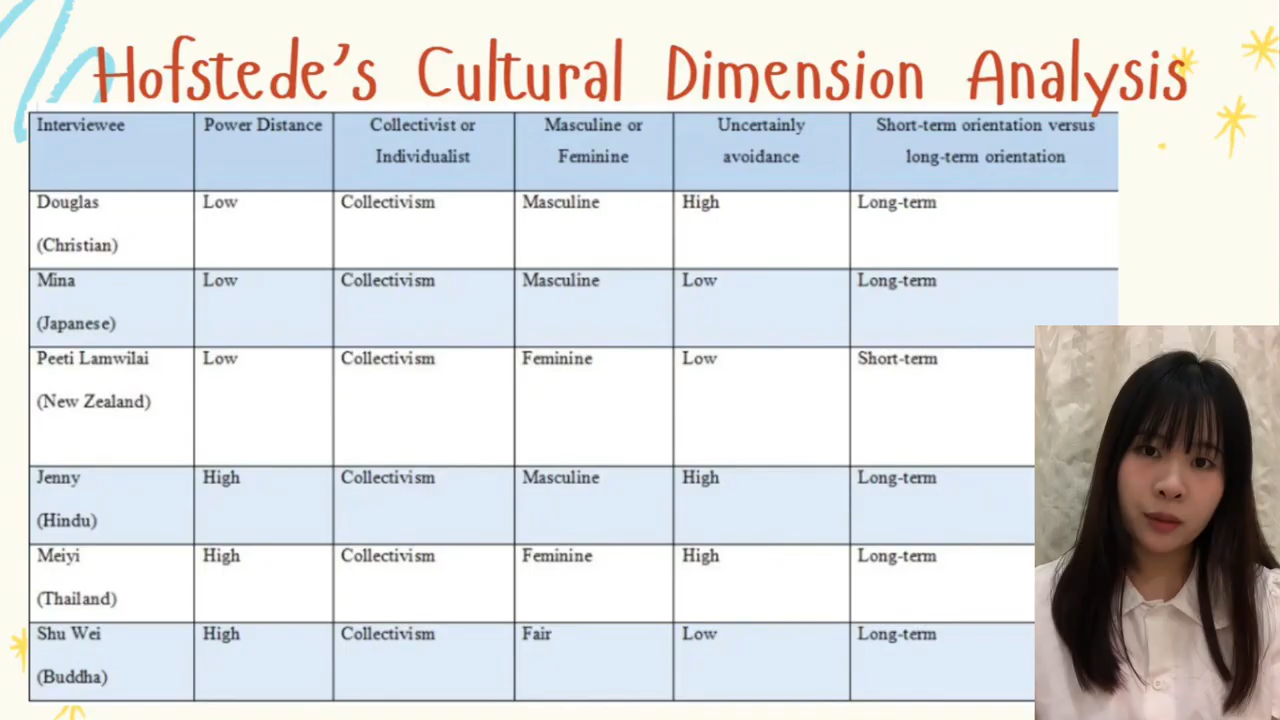 Hofstede's Cultural Dimension Analysis
Interviewee Power Distance Collectivist or Masculine or Uncertainly Short-term orientation versus
Individualist Feminine avoidance long-term orientation
Douglas Low Collectivism Masculine High Long-term
(Christian)
Mina Low Collectivism Masculine Low Long-term
(Japanese)
Peeti Lamwilai Low Collectivism Feminine Low Short-term
(New Zealand)
Jenny High Collectivism Masculine High Long-term
(Hindu)
Meiyi High Collectivism Feminine High Long-term
(Thailand)
Shu Wei High Collectivism Fair Low Long-term
(Buddha)